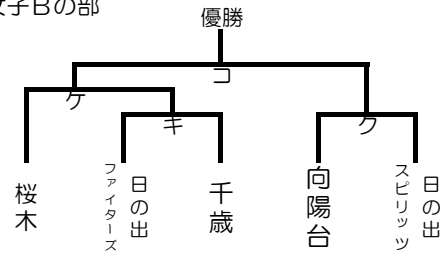 女子Bの部
優勝
コ
ケ
キ
ク
桜木
日の出
ファイターズ
千歳
向陽台
日の出
スピリッツ